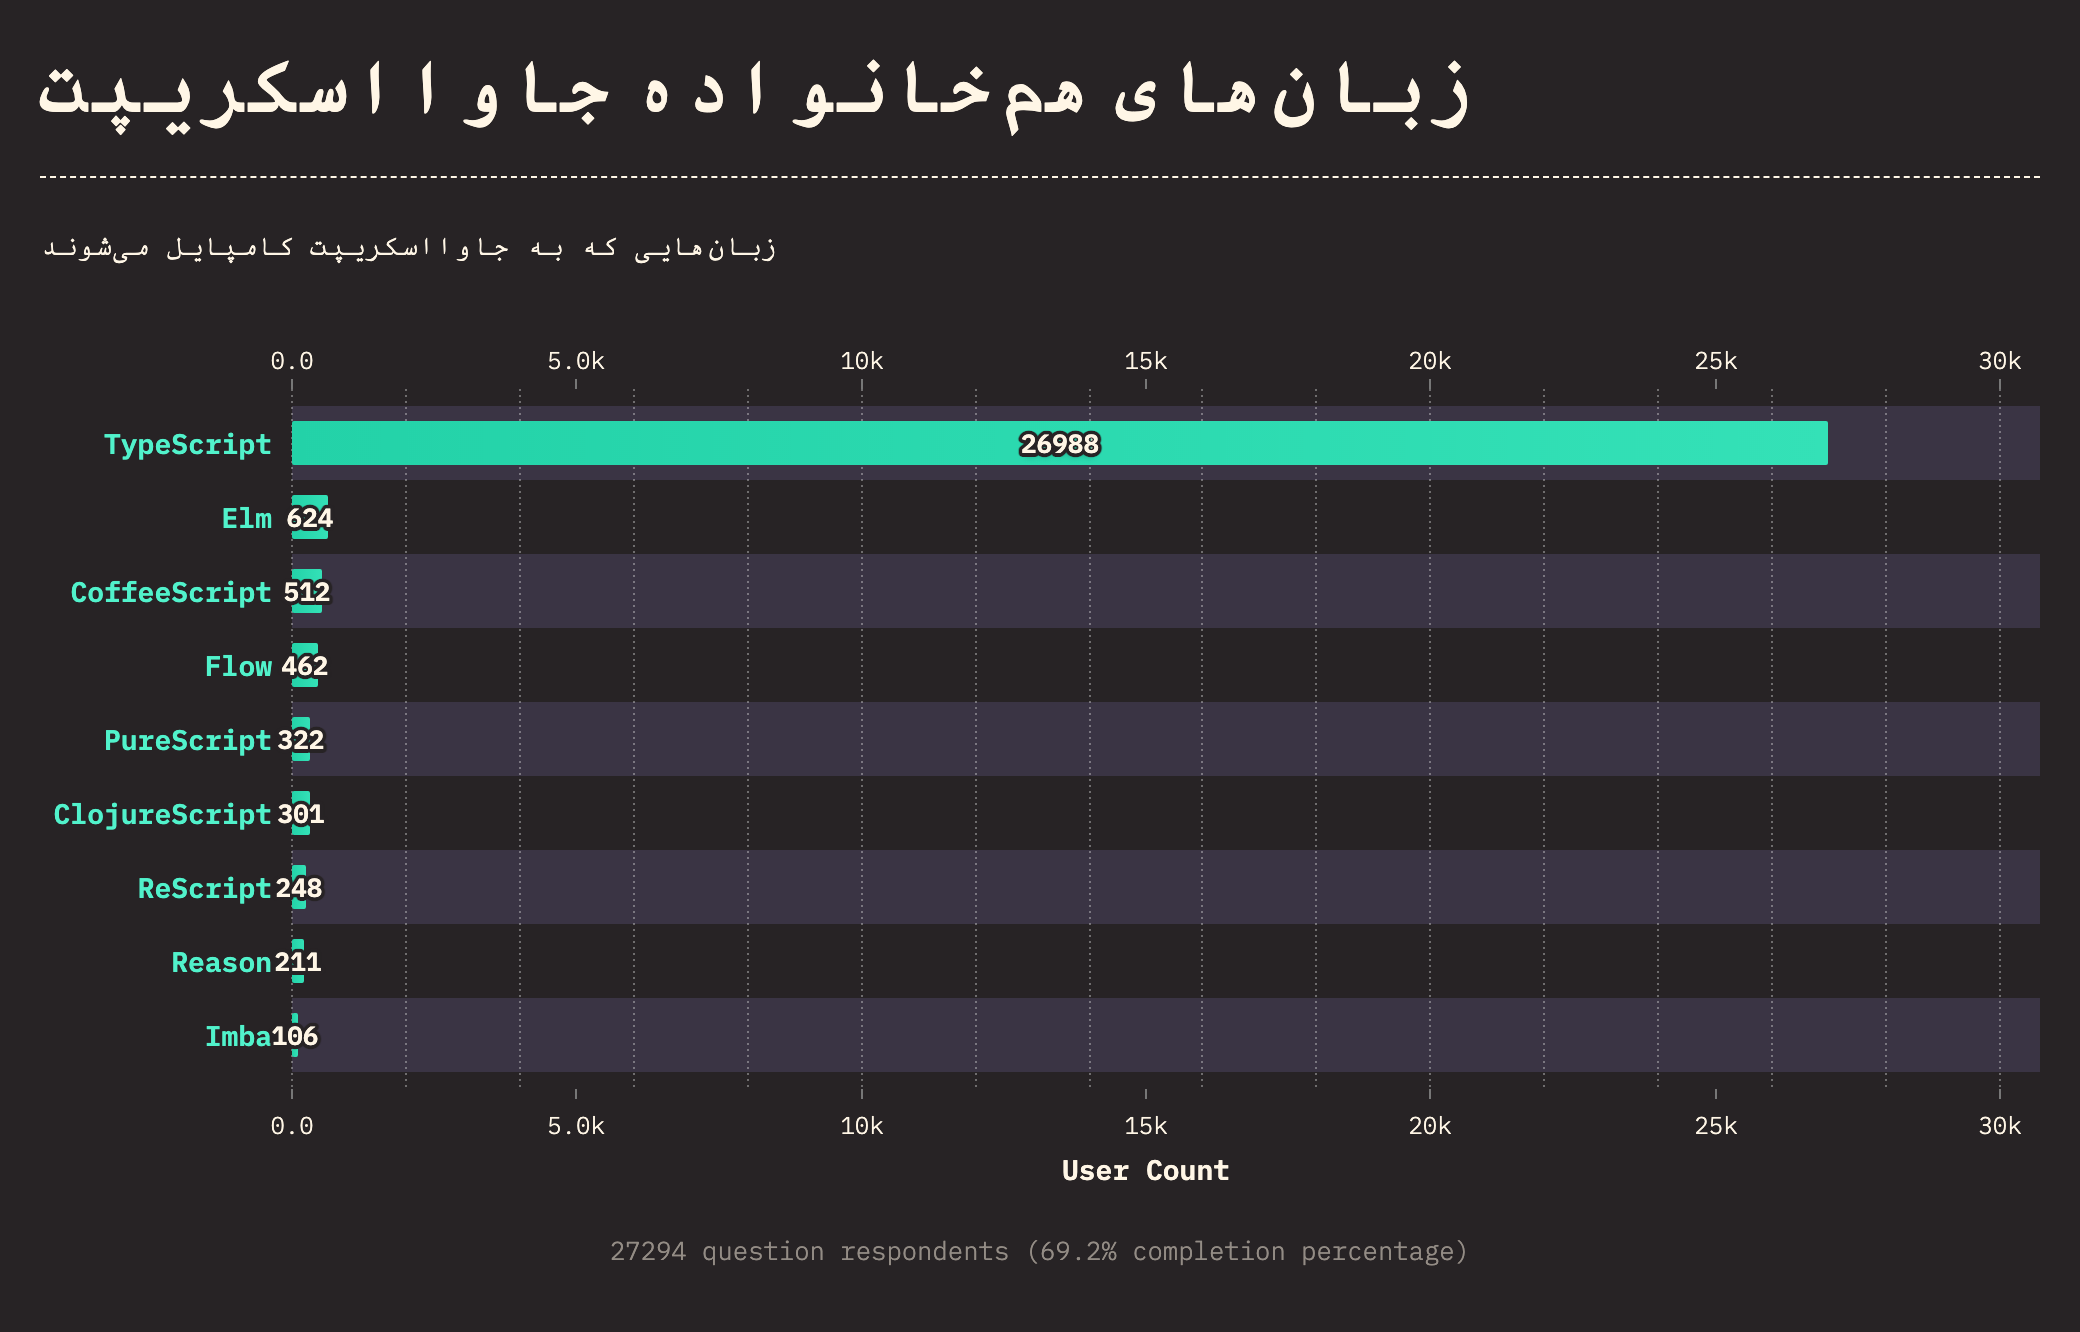 زبان‌های هم‌خانواده جاوااسکریپت
زبان‌هایی که به جاوااسکریپت کامپایل می‌شوند
0.0 5.0k 10k 15k 20k 25k 30k
TypeScript 26988
Elm 624
CoffeeScript 512
Flow 462
PureScript 322
ClojureScript 301
ReScript 248
Reason 211
Imba 106
0.0 5.0k 10k 15k 20k 25k 30k
User Count
27294 question respondents (69.2% completion percentage)